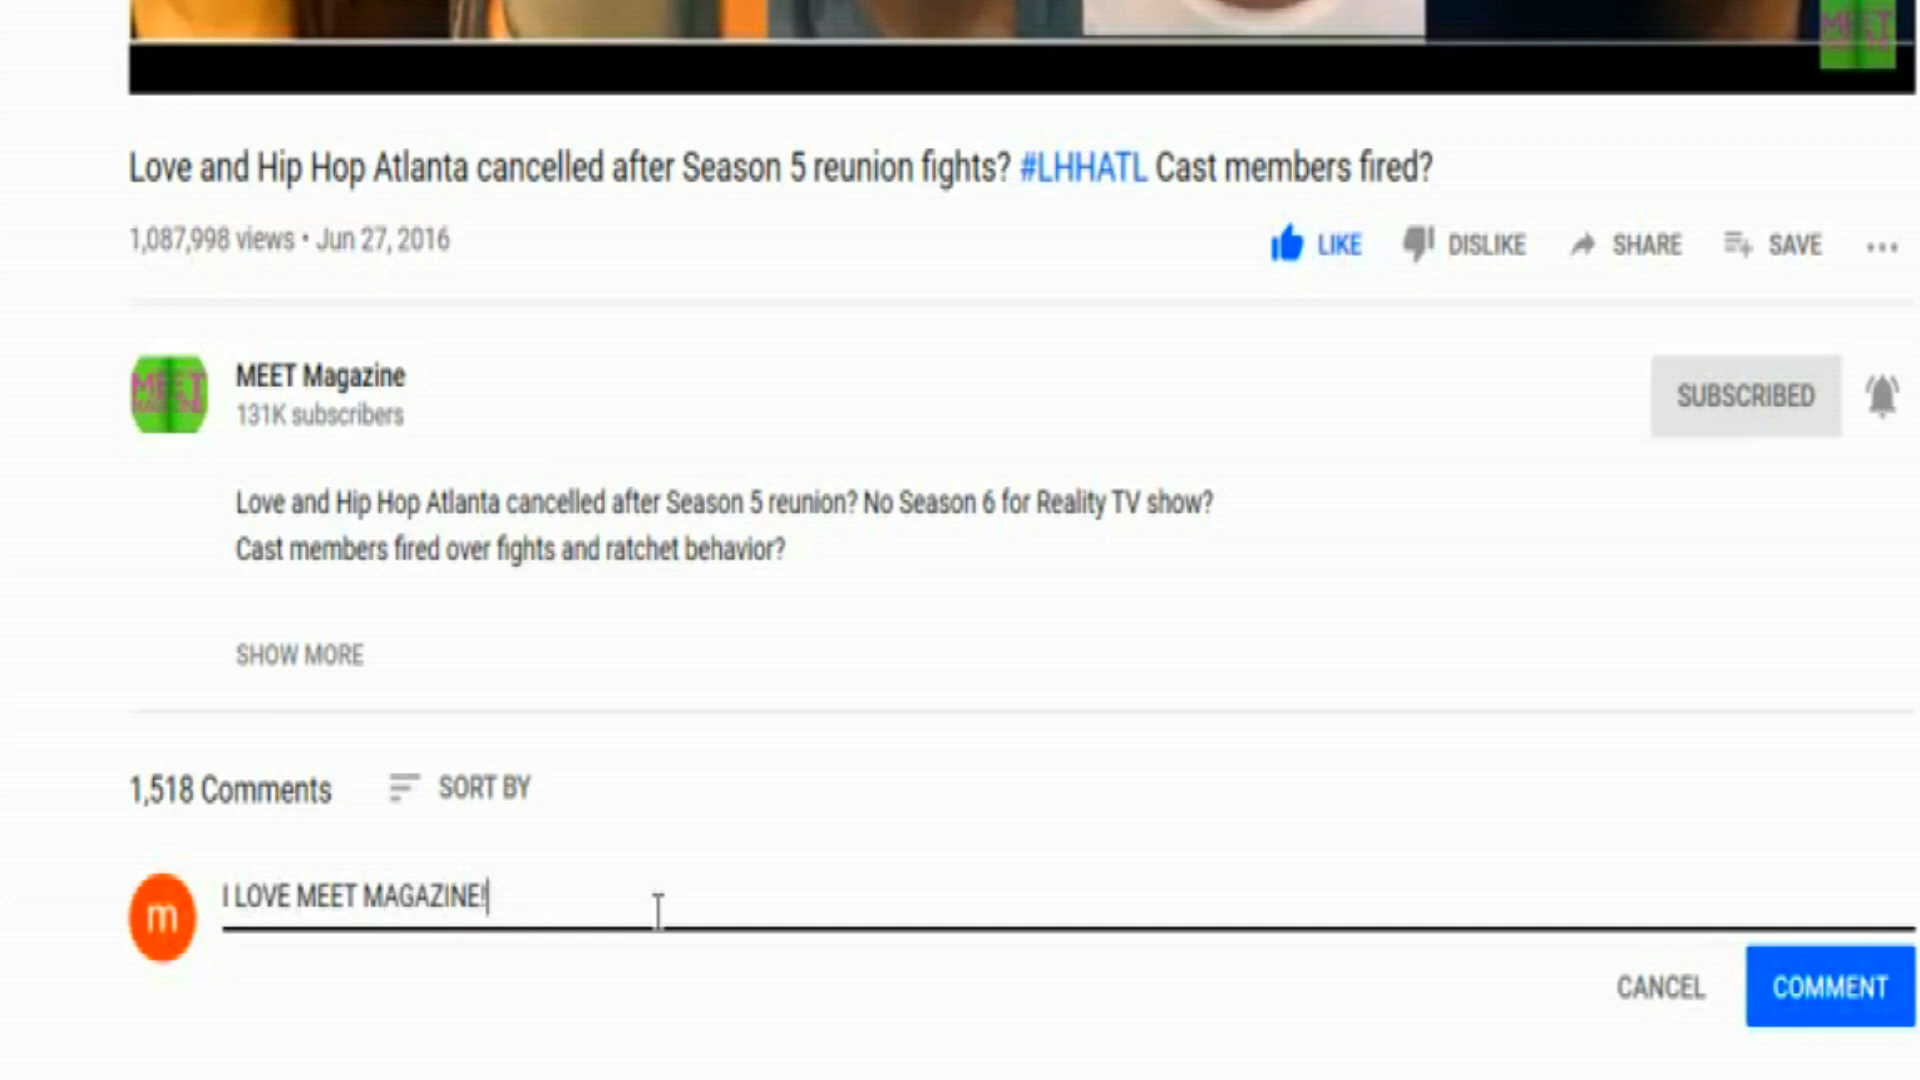 MEET
Love and Hip Hop Atlanta cancelled after Season 5 reunion fights? #LHHATL Cast members fired?
1,087,998 views • Jun 27, 2016
LIKE DISLIKE SHARE SAVE ...
MEET
MEET Magazine
131K subscribers
SUBSCRIBED
Love and Hip Hop Atlanta cancelled after Season 5 reunion? No Season 6 for Reality TV show?
Cast members fired over fights and ratchet behavior?
SHOW MORE
1,518 Comments SORT BY
m
I LOVE MEET MAGAZINE!
CANCEL COMMENT